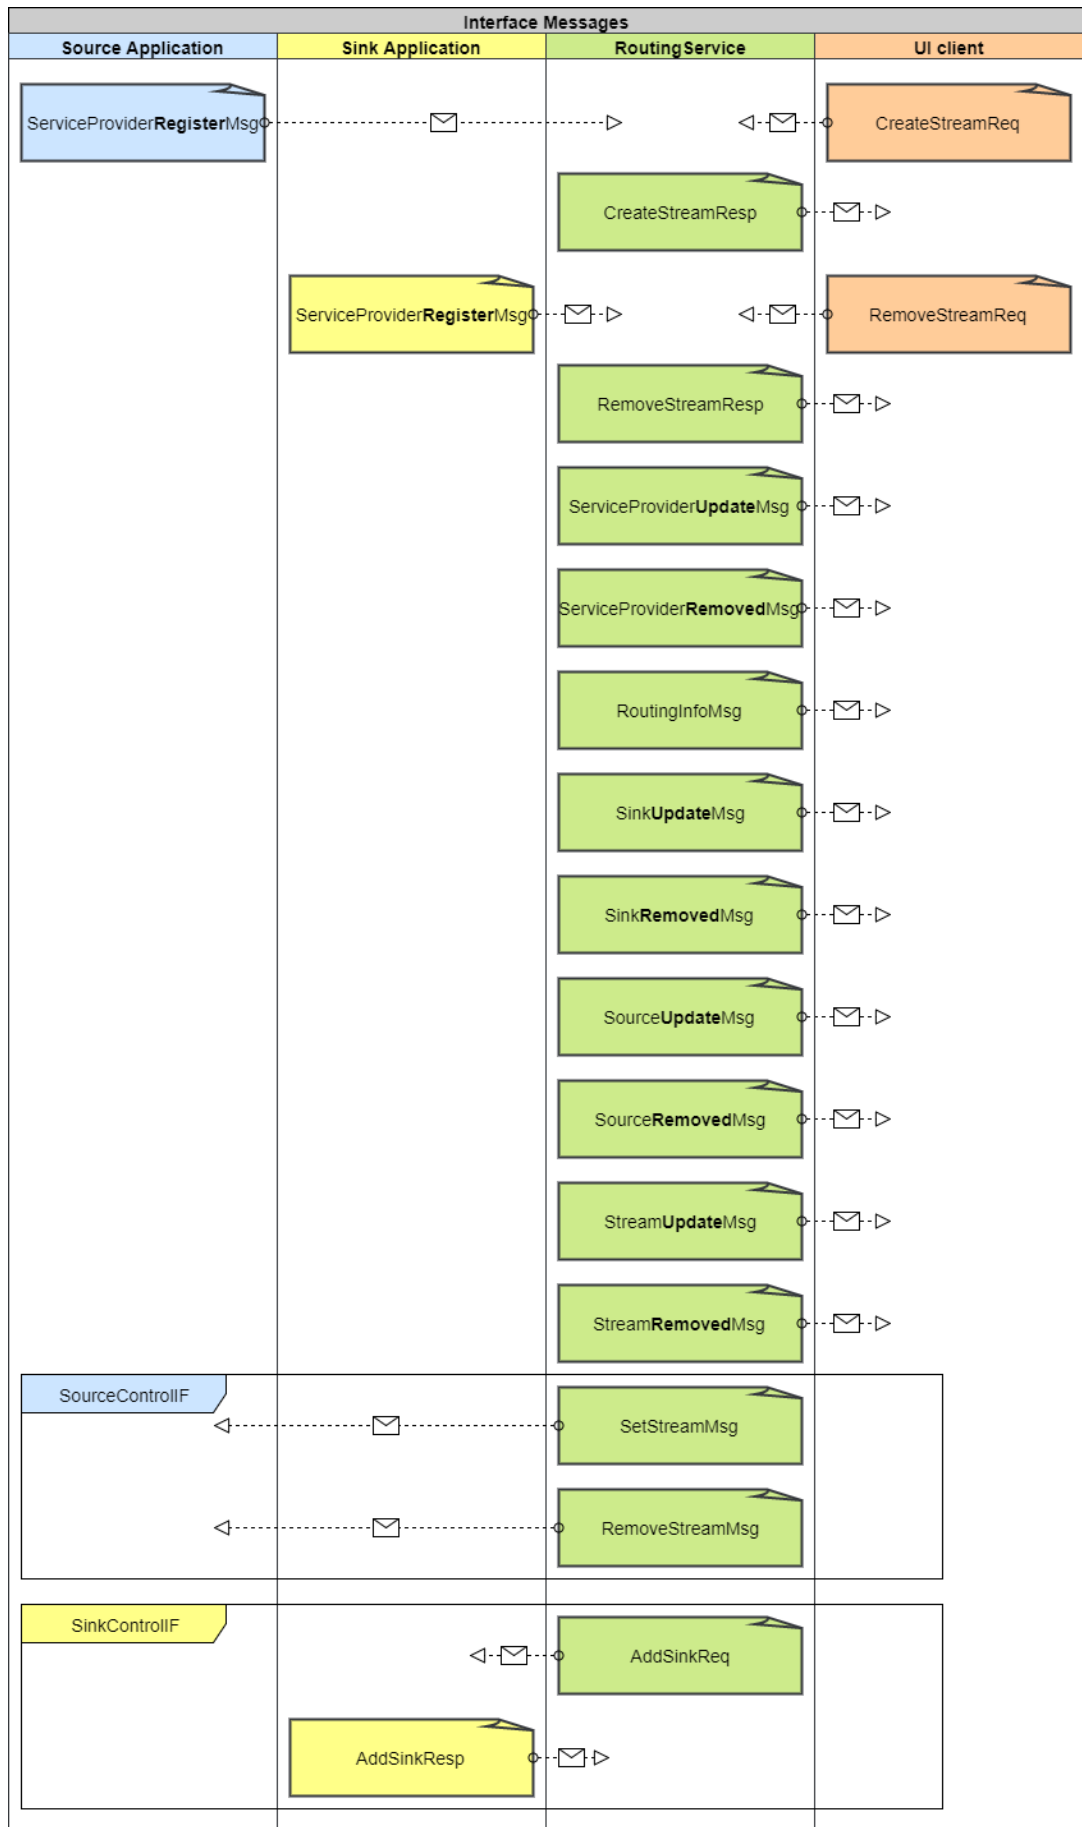 Interface Messages
Source Application
Sink Application
RoutingService
UI client
ServiceProviderRegisterMsg
CreateStreamReq
CreateStreamResp
ServiceProviderRegisterMsg
RemoveStreamReq
RemoveStreamResp
ServiceProviderUpdateMsg
ServiceProviderRemovedMsg
RoutingInfoMsg
SinkUpdateMsg
SinkRemovedMsg
SourceUpdateMsg
SourceRemovedMsg
StreamUpdateMsg
StreamRemovedMsg
SourceControlIF
SetStreamMsg
RemoveStreamMsg
SinkControlIF
AddSinkReq
AddSinkResp